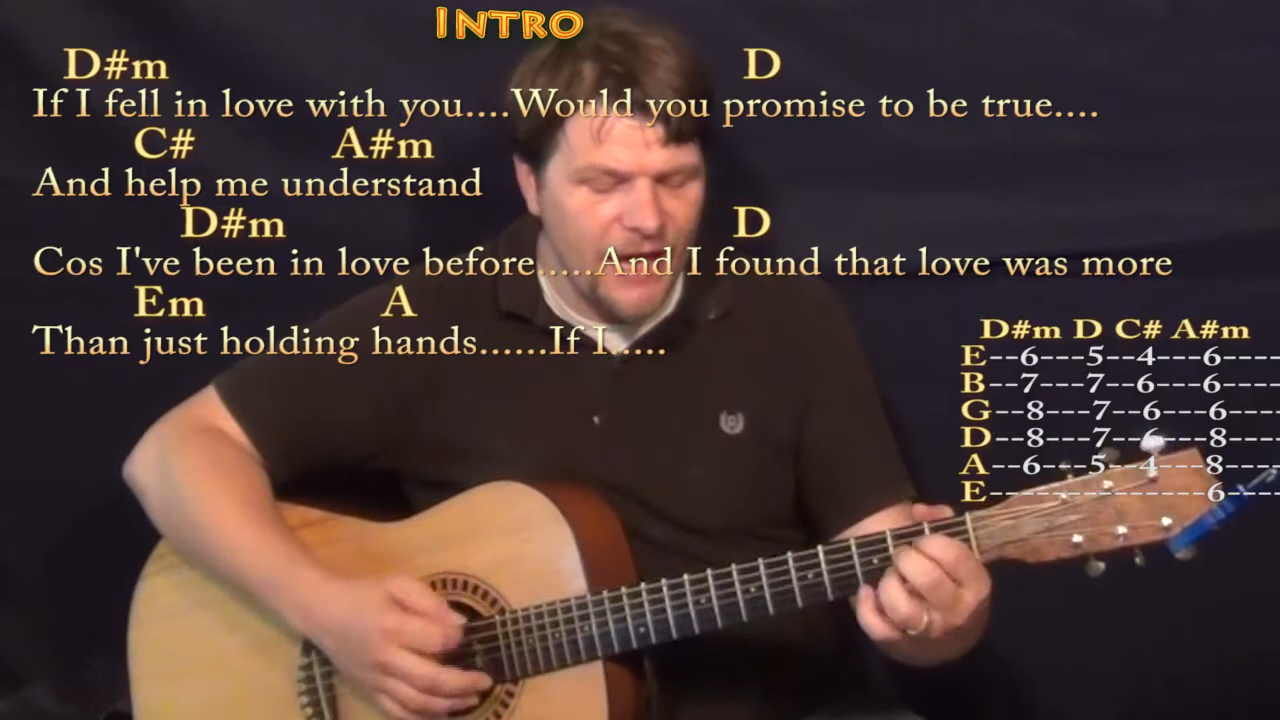 INTRO
D#m D
If I fell in love with you....Would you promise to be true....
C# A#m
And help me understand
D#m D
Cos I've been in love before.....And I found that love was more
Em A
Than just holding hands......If I.....
D#m D C# A#m
E--6---5--4---6----
B--7---7--6---6----
G--8---7--6---6----
D--8---7--6---8----
A--6---5--4---8----
E-------------6----